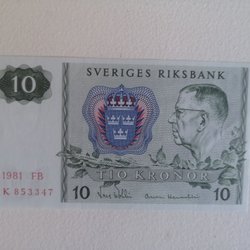 10
SVERIGES RIKSBANK
1981 FB
K 853347
TIO KRONOR
10
10